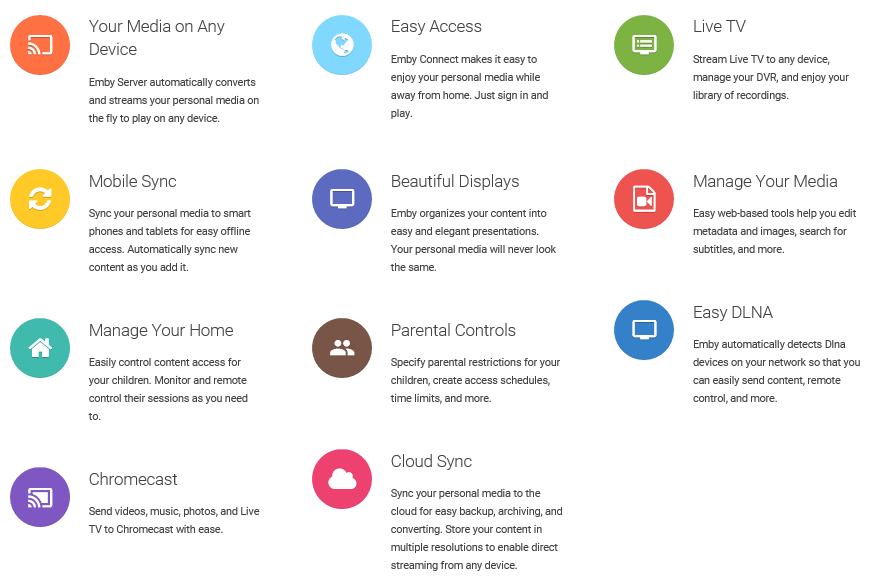 Your Media on Any
Device
Emby Server automatically converts
and streams your personal media on
the fly to play on any device.
Easy Access
Emby Connect makes it easy to
enjoy your personal media while
away from home. Just sign in and
play.
Live TV
Stream Live TV to any device,
manage your DVR, and enjoy your
library of recordings.
Mobile Sync
Sync your personal media to smart
phones and tablets for easy offline
access. Automatically sync new
content as you add it.
Beautiful Displays
Emby organizes your content into
easy and elegant presentations.
Your personal media will never look
the same.
Manage Your Media
Easy web-based tools help you edit
metadata and images, search for
subtitles, and more.
Manage Your Home
Easily control content access for
your children. Monitor and remote
control their sessions as you need
to.
Parental Controls
Specify parental restrictions for your
children, create access schedules,
time limits, and more.
Easy DLNA
Emby automatically detects Dlna
devices on your network so that you
can easily send content, remote
control, and more.
Chromecast
Send videos, music, photos, and Live
TV to Chromecast with ease.
Cloud Sync
Sync your personal media to the
cloud for easy backup, archiving, and
converting. Store your content in
multiple resolutions to enable direct
streaming from any device.